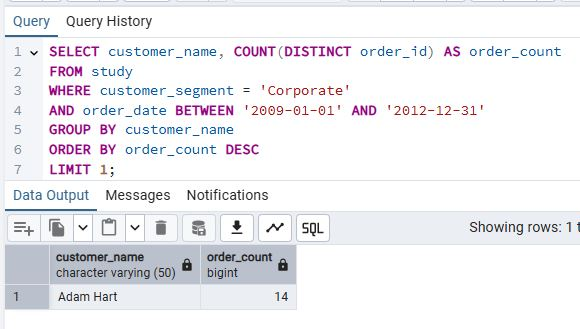 Query Query History
1 SELECT customer_name, COUNT(DISTINCT order_id) AS order_count
2 FROM study
3 WHERE customer_segment = 'Corporate'
4 AND order_date BETWEEN '2009-01-01' AND '2012-12-31'
5 GROUP BY customer_name
6 ORDER BY order_count DESC
7 LIMIT 1;
Data Output Messages Notifications
SQL Showing rows: 1
customer_name order_count
character varying (50) bigint
1 Adam Hart 14